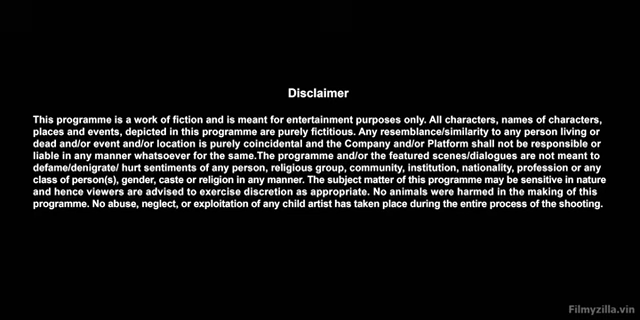 Disclaimer
This programme is a work of fiction and is meant for entertainment purposes only. All characters, names of characters,
places and events, depicted in this programme are purely fictitious. Any resemblance/similarity to any person living or
dead and/or event and/or location is purely coincidental and the Company and/or Platform shall not be responsible or
liable in any manner whatsoever for the same.The programme and/or the featured scenes/dialogues are not meant to
defame/denigrate/ hurt sentiments of any person, religious group, community, institution, nationality, profession or any
class of person(s), gender, caste or religion in any manner. The subject matter of this programme may be sensitive in nature
and hence viewers are advised to exercise discretion as appropriate. No animals were harmed in the making of this
programme. No abuse, neglect, or exploitation of any child artist has taken place during the entire process of the shooting.
Filmyzilla.vin